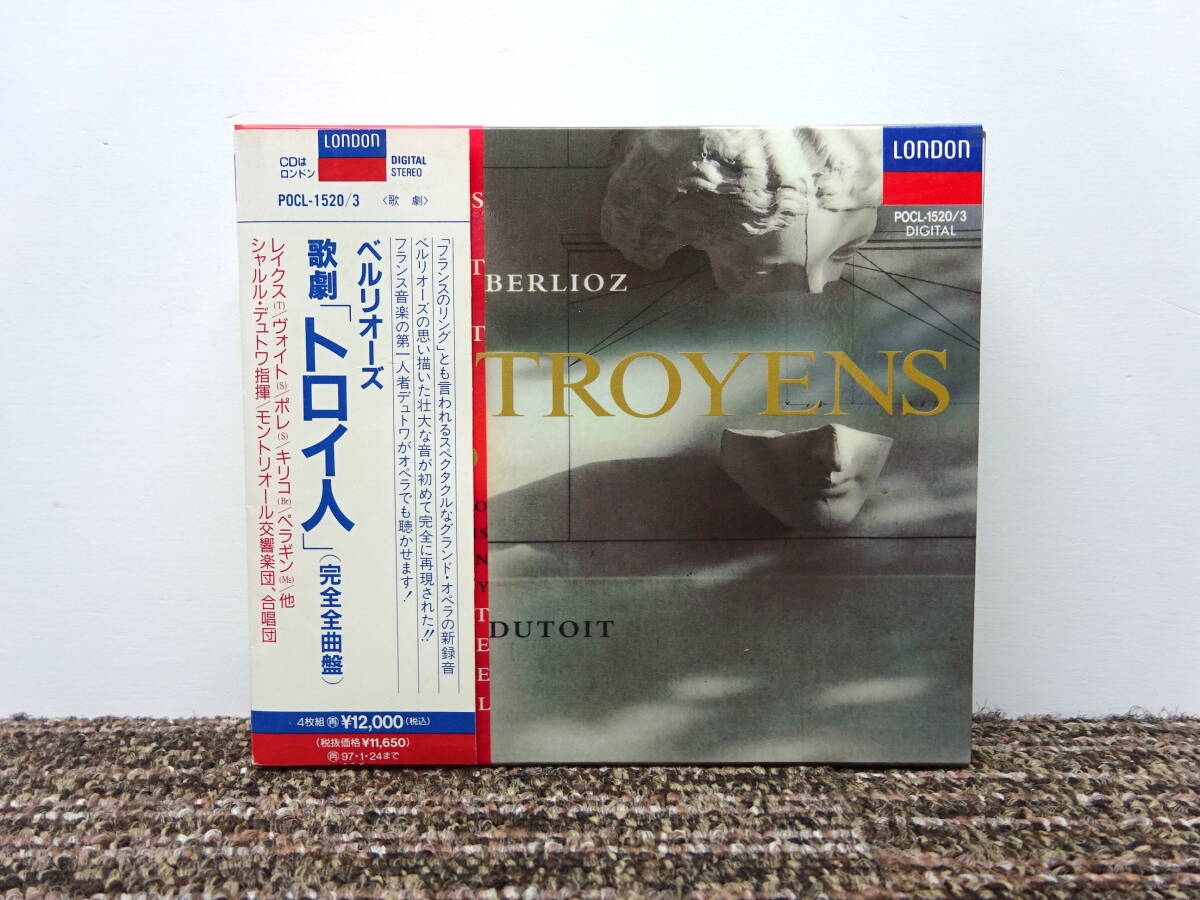 LONDON
CDは
ロンドン
DIGITAL
STEREO
POCL-1520/3 〈歌劇〉
「フランスのリング」とも言われるスペクタクルなグランド・オペラの新録音
ベルリオーズの思い描いた壮大な音が初めて完全に再現された!!
フランス音楽の第一人者デュトワがオペラでも聴かせます!
ベルリオーズ
歌劇「トロイ人」(完全全曲盤)
レイクス(T)/ヴォイト(S)/ポレ(S)/キリコ(Br)/ペラギン(Ms)/他
シャルル・デュトワ指揮/モントリオール交響楽団、合唱団
4枚組 再 ¥12,000(税込)
(税抜価格¥11,650)
再 97・1・24まで
LONDON
POCL-1520/3
DIGITAL
BERLIOZ
TROYENS
DUTOIT